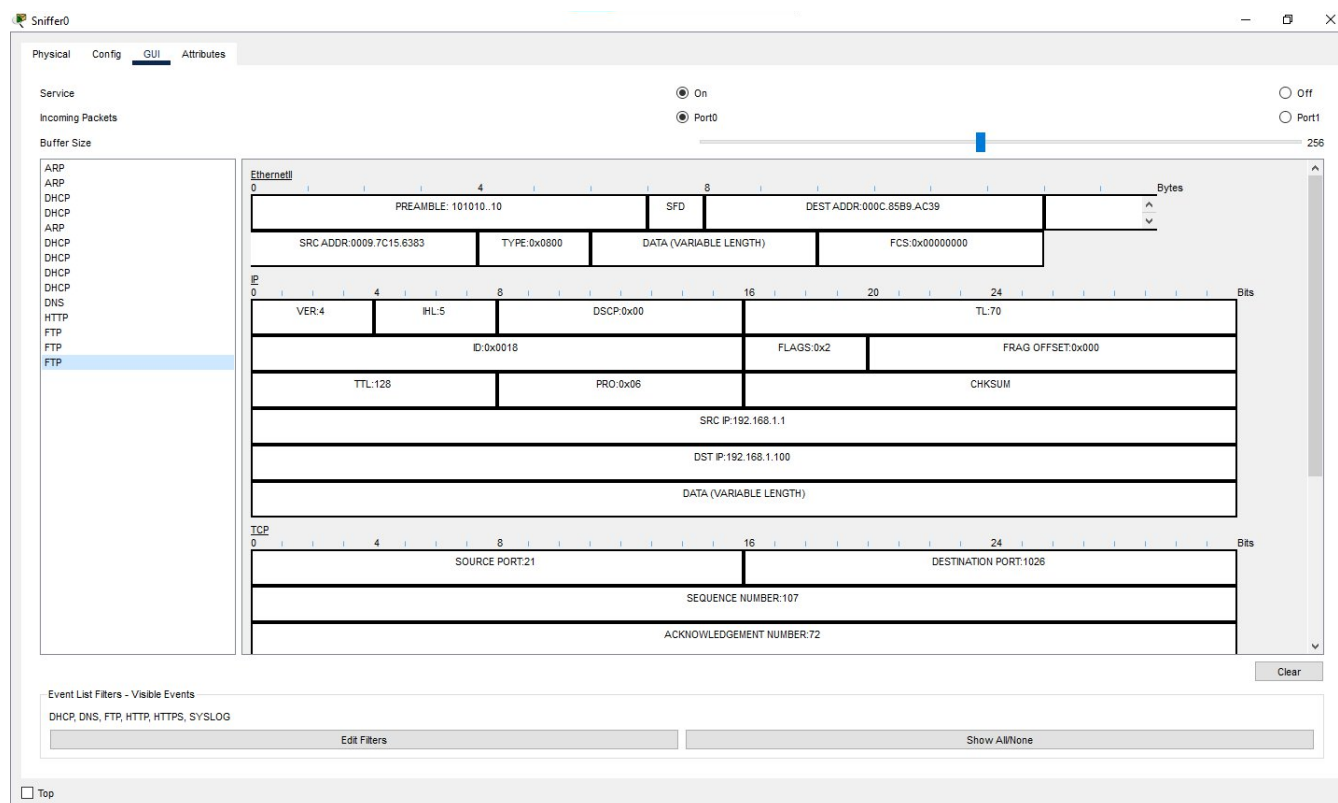 Sniffer0
Physical Config GUI Attributes
Service On Off
Incoming Packets Port0 Port1
Buffer Size 256
ARP
ARP
DHCP
DHCP
ARP
DHCP
DHCP
DHCP
DHCP
DNS
HTTP
FTP
FTP
FTP
EthernetII
0 4 8 Bytes
PREAMBLE: 101010..10 SFD DEST ADDR:000C.85B9.AC39
SRC ADDR:0009.7C15.6383 TYPE:0x0800 DATA (VARIABLE LENGTH) FCS:0x00000000
IP
0 4 8 16 20 24 Bits
VER:4 IHL:5 DSCP:0x00 TL:70
ID:0x0018 FLAGS:0x2 FRAG OFFSET:0x000
TTL:128 PRO:0x06 CHKSUM
SRC IP:192.168.1.1
DST IP:192.168.1.100
DATA (VARIABLE LENGTH)
TCP
0 4 8 16 24 Bits
SOURCE PORT:21 DESTINATION PORT:1026
SEQUENCE NUMBER:107
ACKNOWLEDGEMENT NUMBER:72
Clear
Event List Filters - Visible Events
DHCP, DNS, FTP, HTTP, HTTPS, SYSLOG
Edit Filters Show All/None
Top